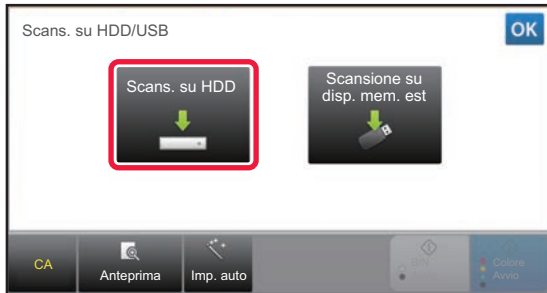 Scans. su HDD/USB
OK
Scans. su HDD
Scansione su
disp. mem. est
CA
Anteprima
Imp. auto
B/N
Avvio
Colore
Avvio